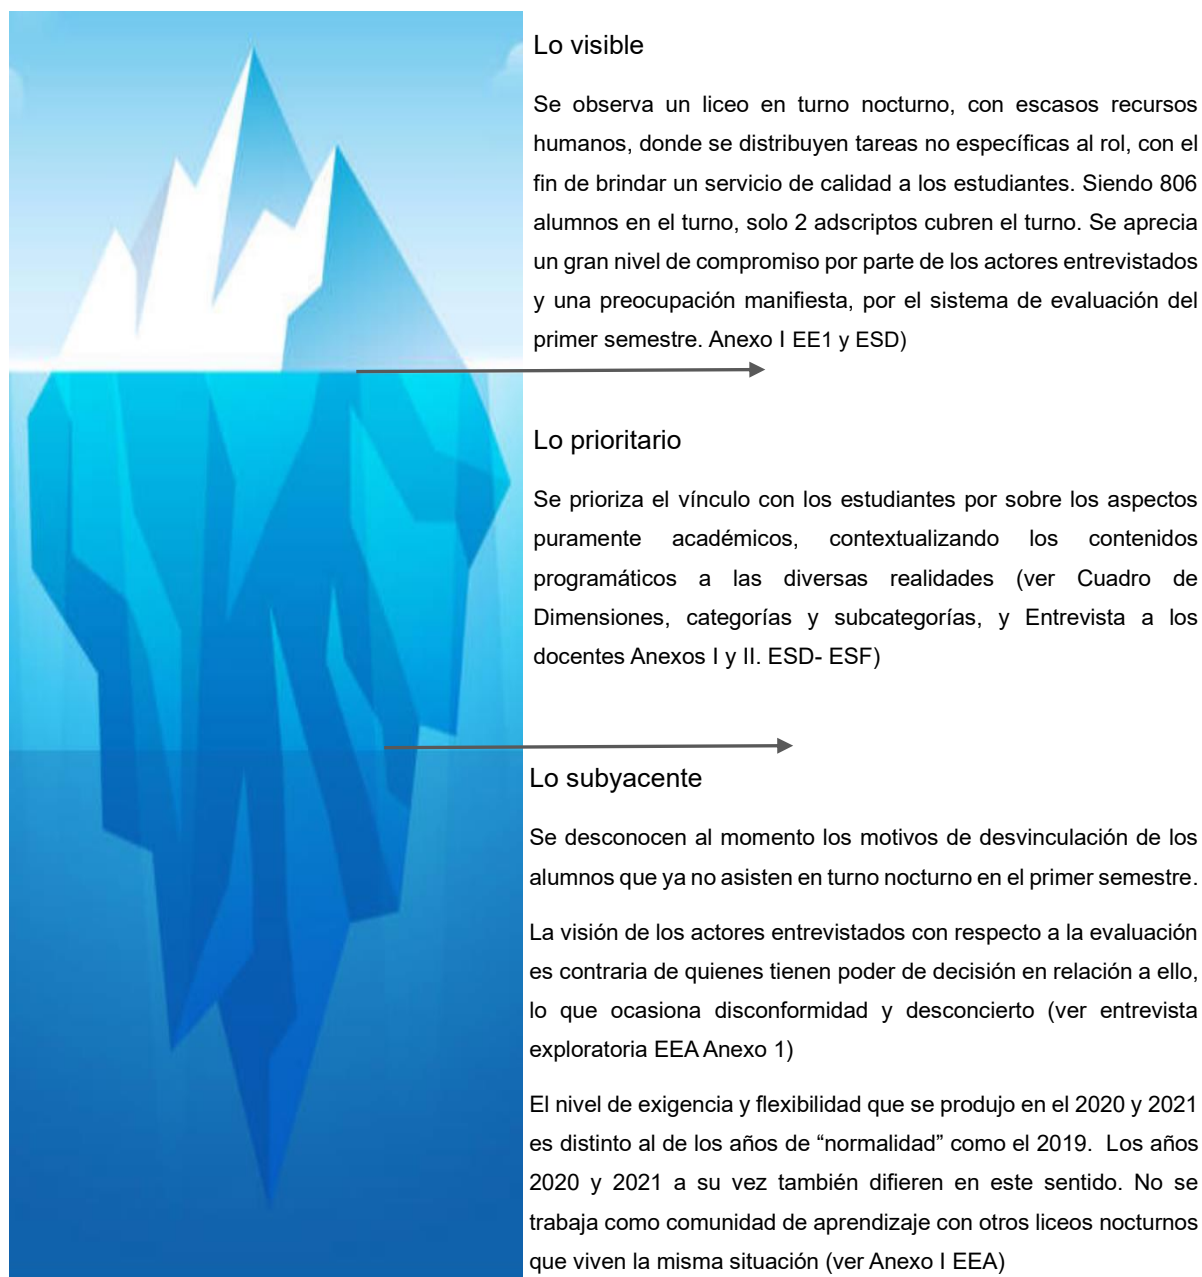 Lo visible
Se observa un liceo en turno nocturno, con escasos recursos
humanos, donde se distribuyen tareas no específicas al rol, con el
fin de brindar un servicio de calidad a los estudiantes. Siendo 806
alumnos en el turno, solo 2 adscriptos cubren el turno. Se aprecia
un gran nivel de compromiso por parte de los actores entrevistados
y una preocupación manifiesta, por el sistema de evaluación del
primer semestre. Anexo I EE1 y ESD)
Lo prioritario
Se prioriza el vínculo con los estudiantes por sobre los aspectos
puramente académicos, contextualizando los contenidos
programáticos a las diversas realidades (ver Cuadro de
Dimensiones, categorías y subcategorías, y Entrevista a los
docentes Anexos I y II. ESD- ESF)
Lo subyacente
Se desconocen al momento los motivos de desvinculación de los
alumnos que ya no asisten en turno nocturno en el primer semestre.
La visión de los actores entrevistados con respecto a la evaluación
es contraria de quienes tienen poder de decisión en relación a ello,
lo que ocasiona disconformidad y desconcierto (ver entrevista
exploratoria EEA Anexo 1)
El nivel de exigencia y flexibilidad que se produjo en el 2020 y 2021
es distinto al de los años de “normalidad” como el 2019. Los años
2020 y 2021 a su vez también difieren en este sentido. No se
trabaja como comunidad de aprendizaje con otros liceos nocturnos
que viven la misma situación (ver Anexo I EEA)